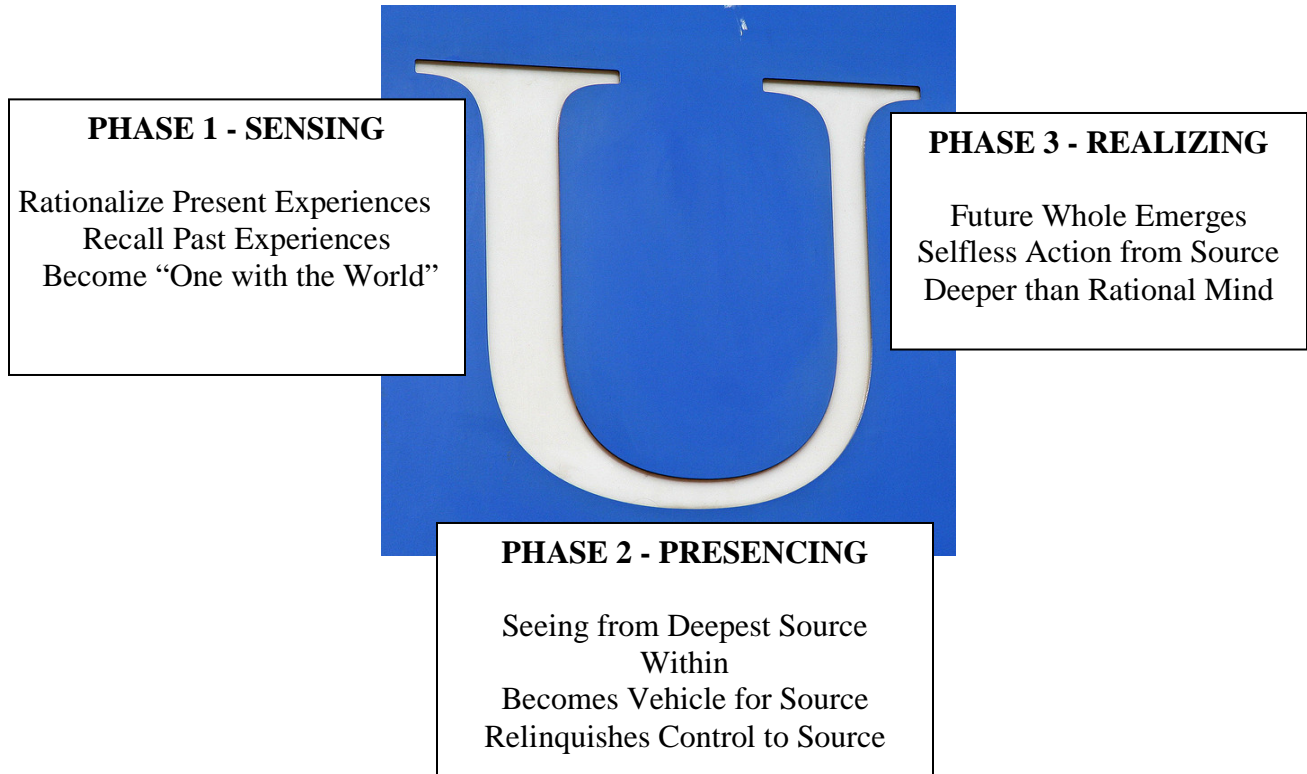 U
PHASE 1 - SENSING
Rationalize Present Experiences
Recall Past Experiences
Become “One with the World”
PHASE 2 - PRESENCING
Seeing from Deepest Source
Within
Becomes Vehicle for Source
Relinquishes Control to Source
PHASE 3 - REALIZING
Future Whole Emerges
Selfless Action from Source
Deeper than Rational Mind